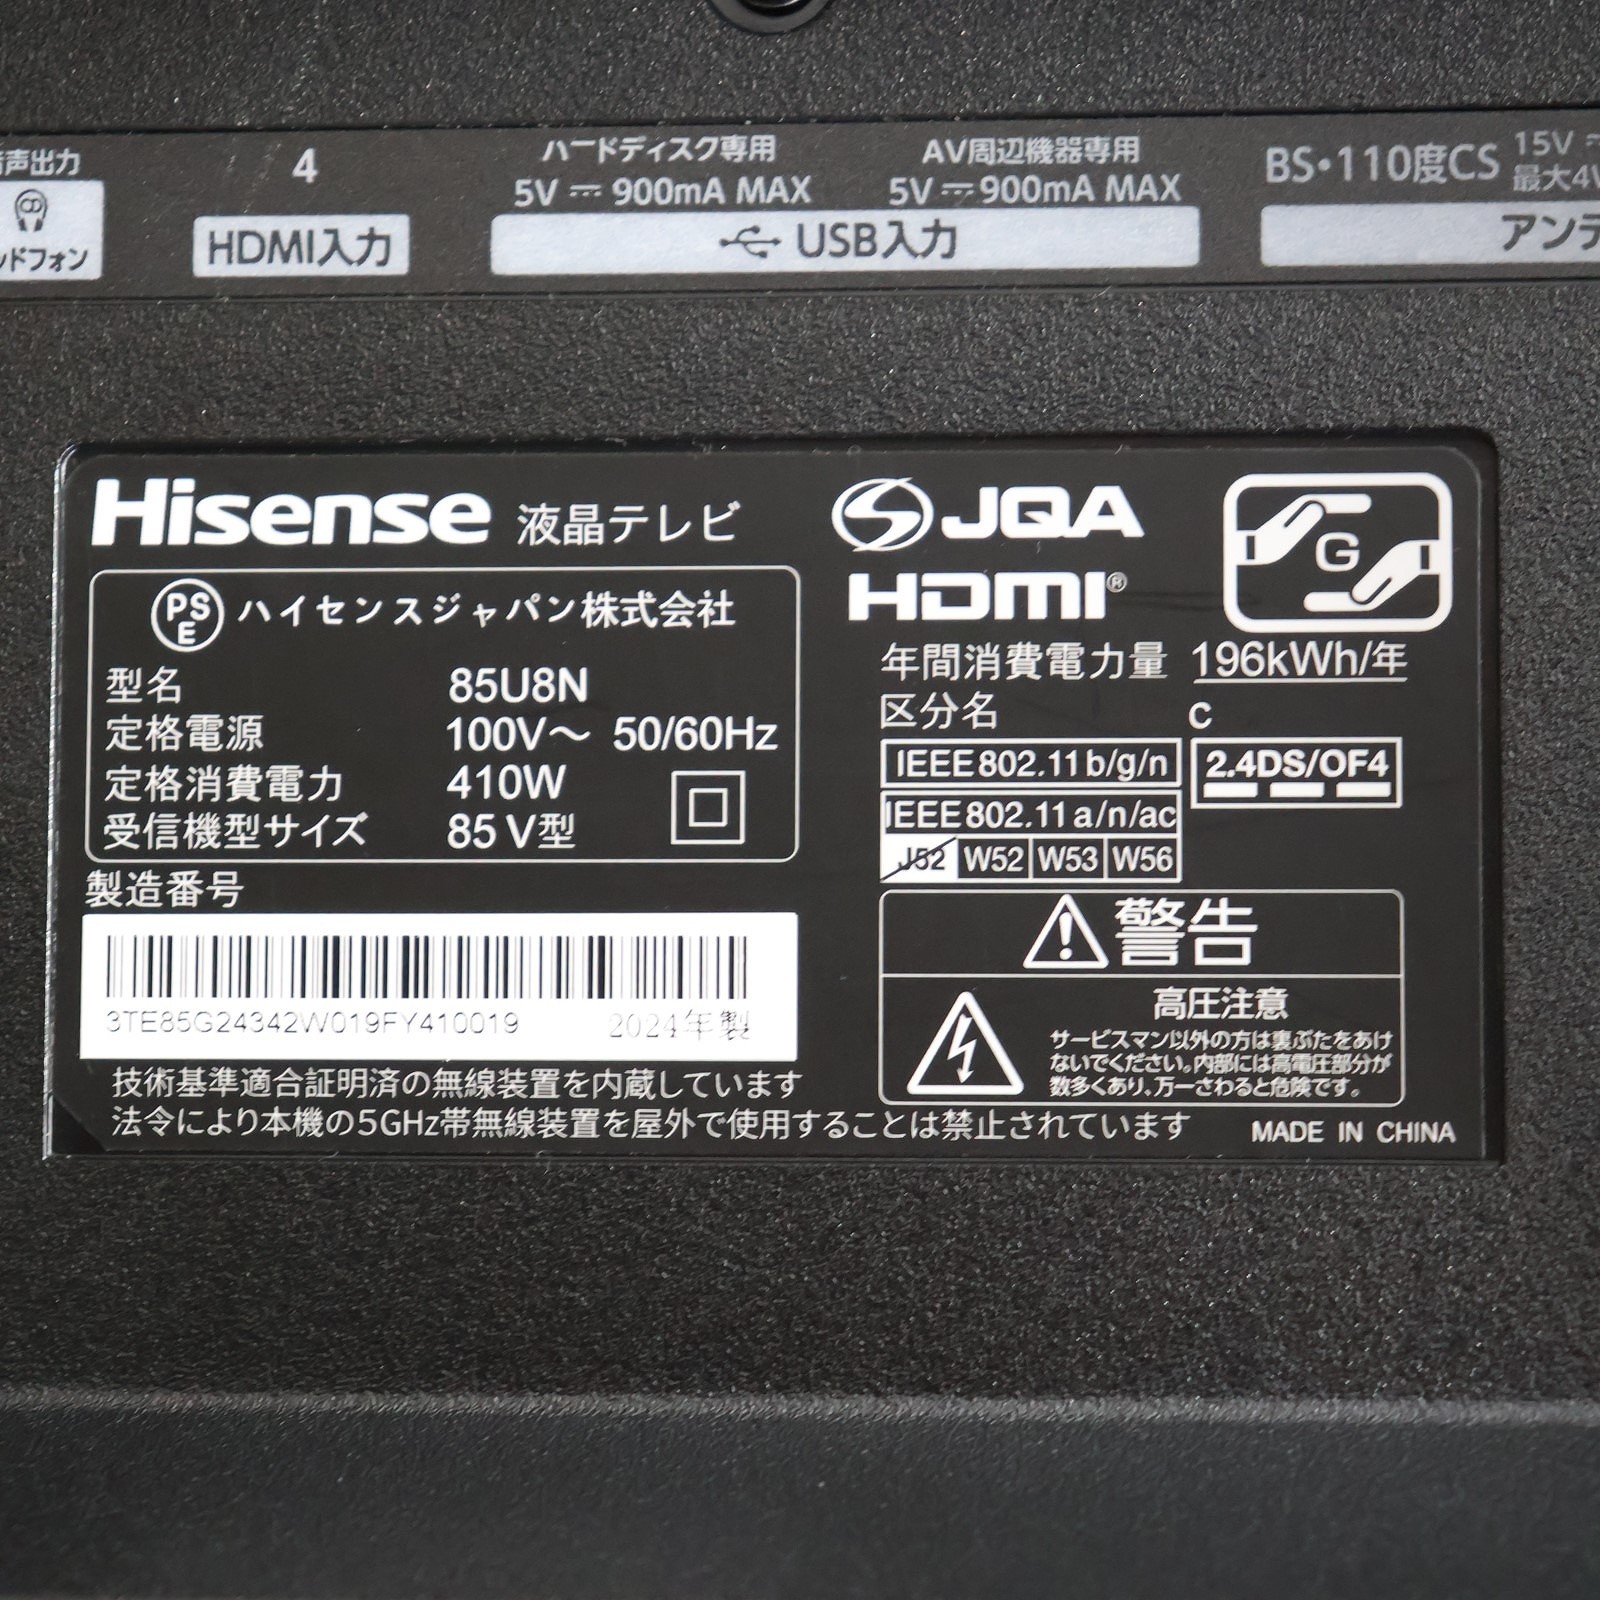 音声出力
ッドフォン
4
HDMI入力
ハードディスク専用
5V ⎓ 900mA MAX
AV周辺機器専用
5V ⎓ 900mA MAX
USB入力
BS・110度CS
15V
最大4
アンテ
Hisense 液晶テレビ
PSE ハイセンスジャパン株式会社
型名 85U8N
定格電源 100V～ 50/60Hz
定格消費電力 410W
受信機型サイズ 85V型
製造番号
3TE85G24342W019FY410019 2024年製
JQA
HDMI®
G
年間消費電力量 196kWh/年
区分名 C
IEEE802.11b/g/n 2.4DS/OF4
IEEE802.11a/n/ac
J52 W52 W53 W56
警告
高圧注意
サービスマン以外の方は裏ぶたをあけ
ないでください。内部には高電圧部分が
数多くあり、万一さわると危険です。
技術基準適合証明済の無線装置を内蔵しています
法令により本機の5GHz帯無線装置を屋外で使用することは禁止されています
MADE IN CHINA